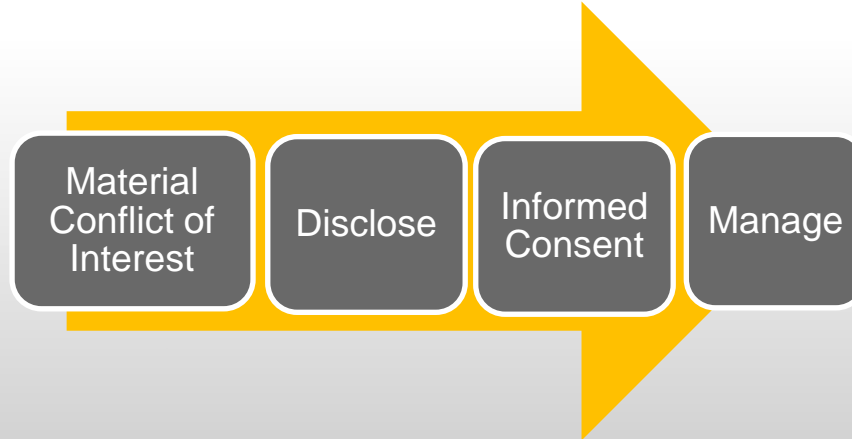 Material
Conflict of
Interest
Disclose
Informed
Consent
Manage